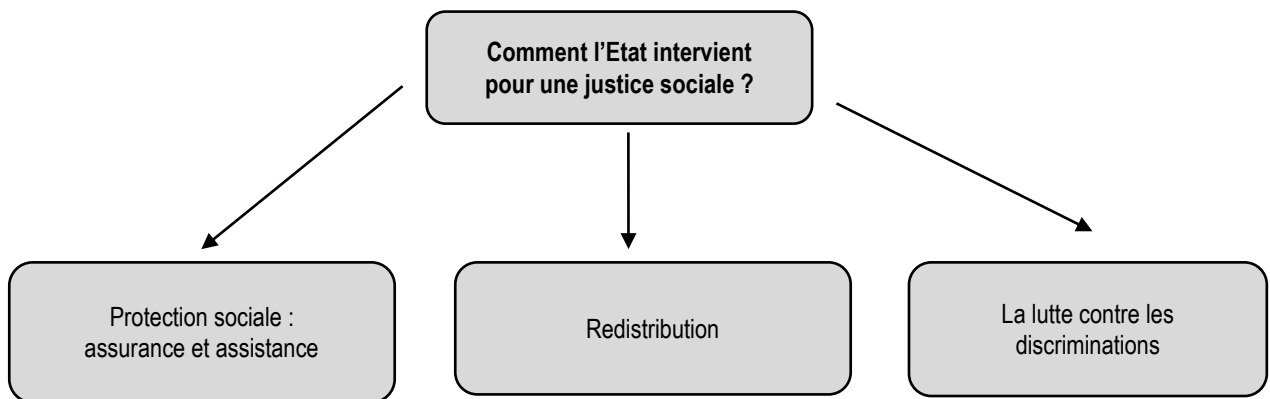 Comment l’Etat intervient
pour une justice sociale ?
Protection sociale :
assurance et assistance
Redistribution
La lutte contre les
discriminations